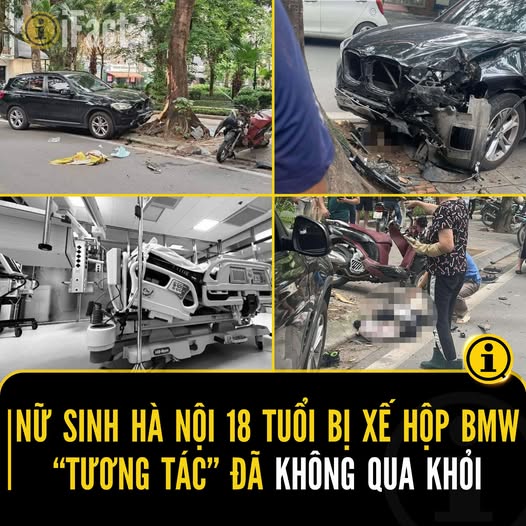 iFact
NỮ SINH HÀ NỘI 18 TUỔI BỊ XẾ HỘP BMW
“TƯƠNG TÁC” ĐÃ KHÔNG QUA KHỎI